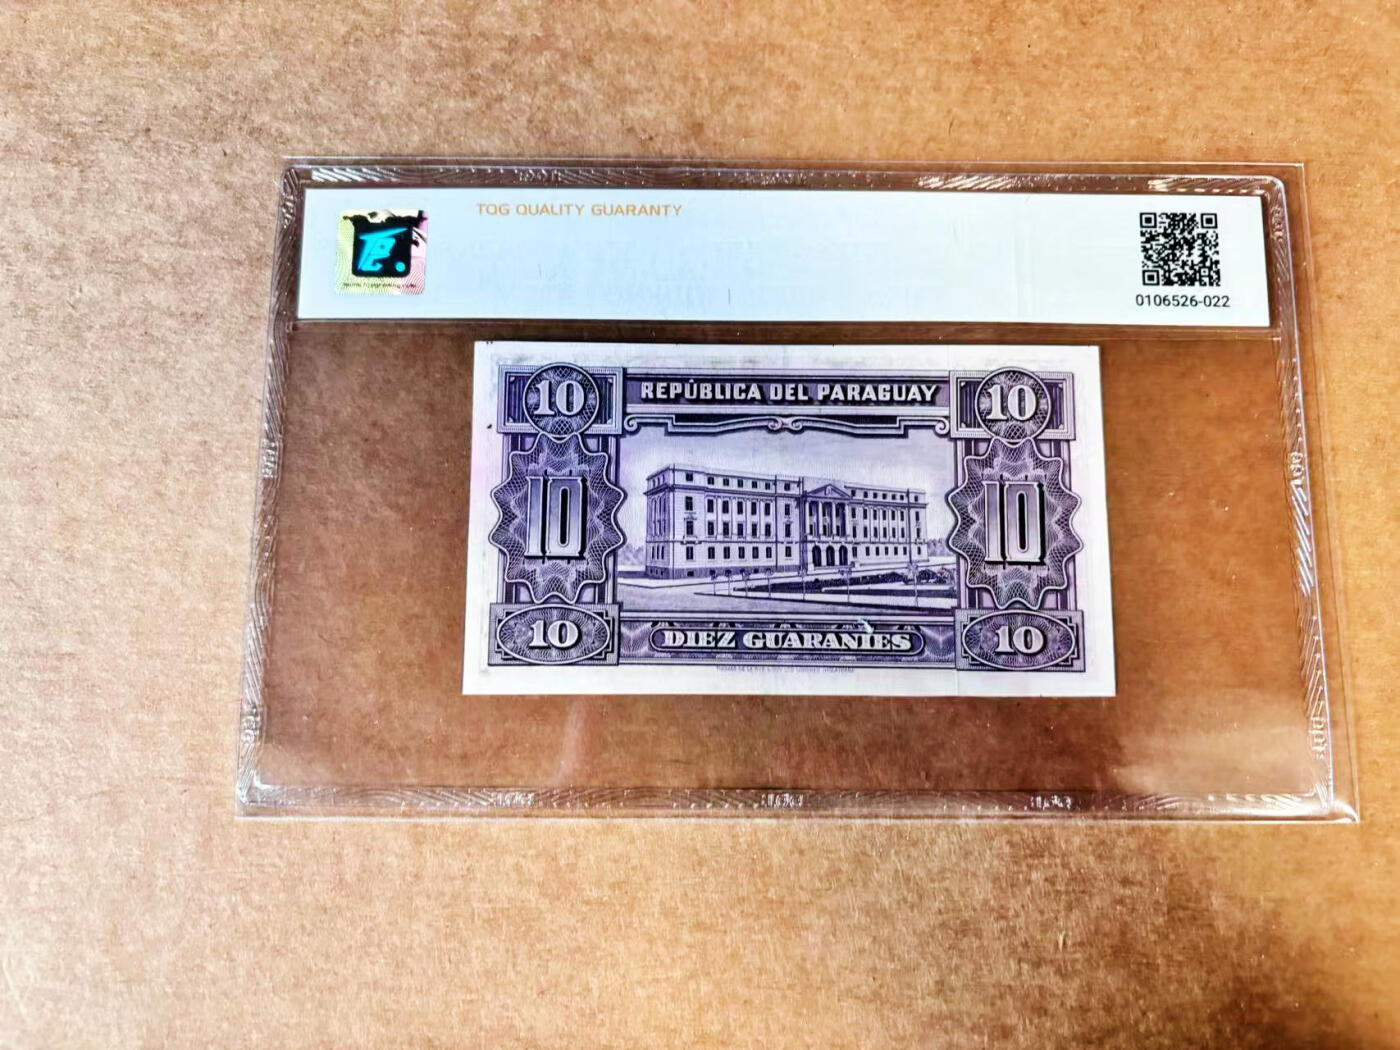 TQG QUALITY GUARANTY
0106526-022
10 REPÚBLICA DEL PARAGUAY 10
10 10
10 DIEZ GUARANIES 10